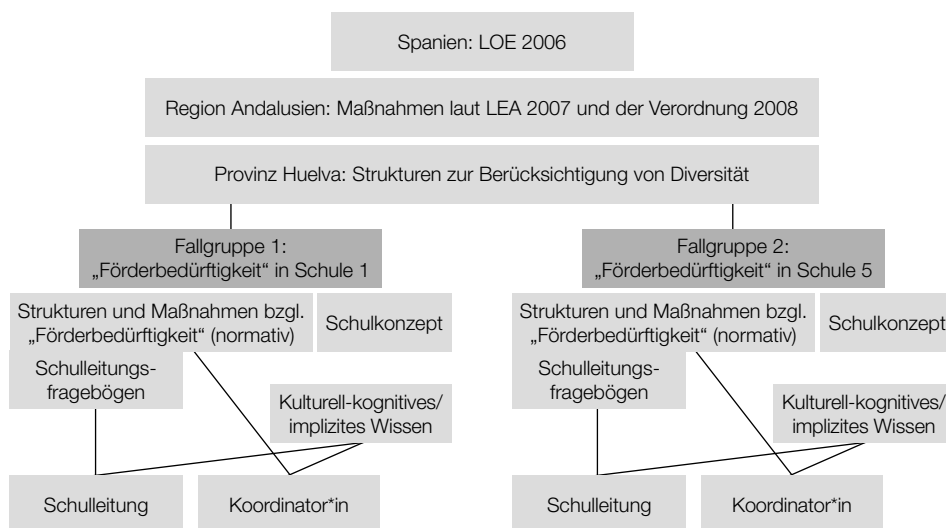 Spanien: LOE 2006
Region Andalusien: Maßnahmen laut LEA 2007 und der Verordnung 2008
Provinz Huelva: Strukturen zur Berücksichtigung von Diversität
Fallgruppe 1:
„Förderbedürftigkeit“ in Schule 1
Strukturen und Maßnahmen bzgl.
„Förderbedürftigkeit“ (normativ)
Schulkonzept
Schulleitungs-
fragebögen
Kulturell-kognitives/
implizites Wissen
Schulleitung
Koordinator*in
Fallgruppe 2:
„Förderbedürftigkeit“ in Schule 5
Strukturen und Maßnahmen bzgl.
„Förderbedürftigkeit“ (normativ)
Schulkonzept
Schulleitungs-
fragebögen
Kulturell-kognitives/
implizites Wissen
Schulleitung
Koordinator*in